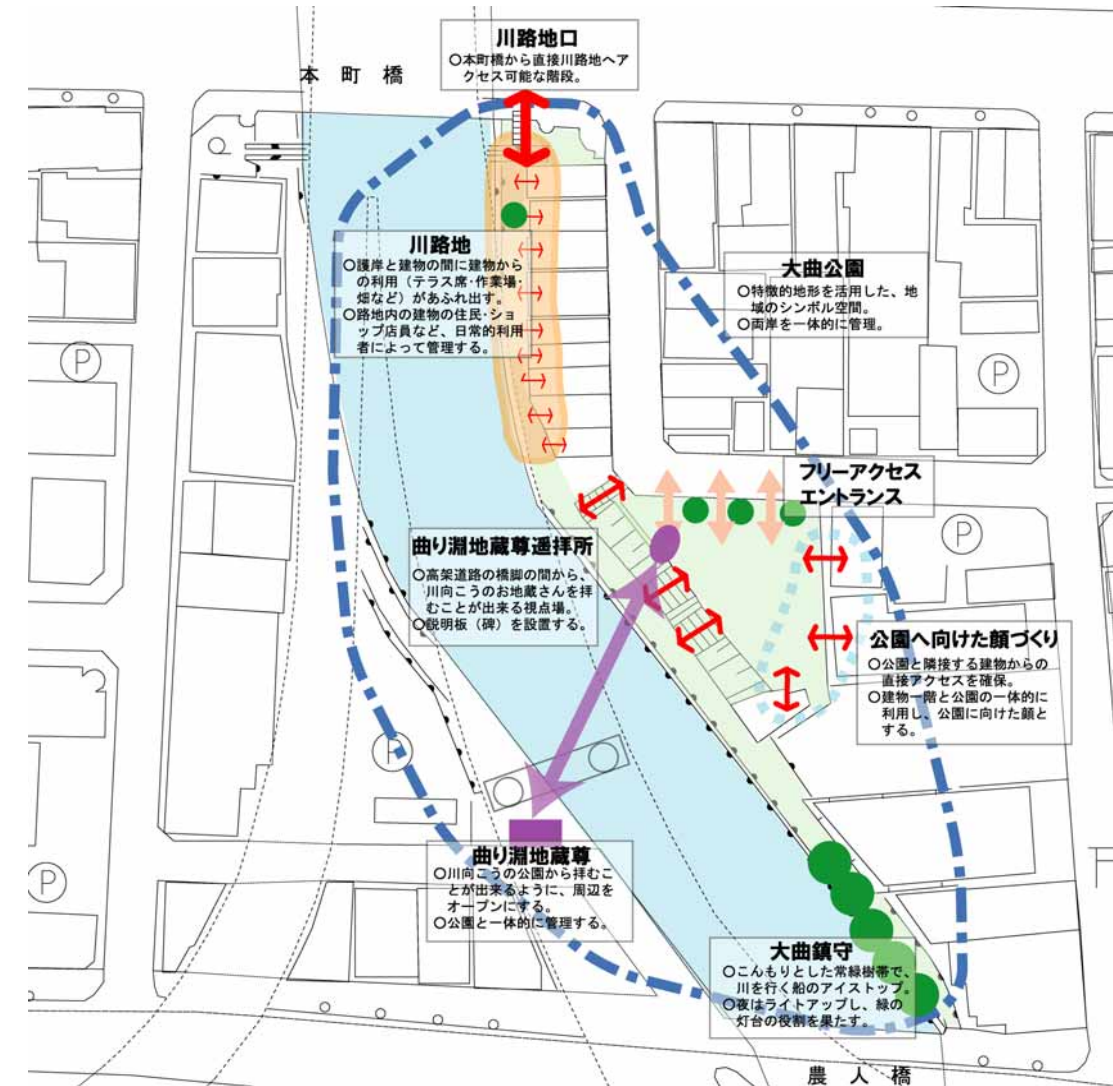 川路地口
○本町橋から直接川路地へア
クセス可能な階段。
本町橋
川路地
○護岸と建物の間に建物から
の利用（テラス席・作業場・
畑など）があふれ出す。
○路地内の建物の住民・ショ
ップ店員など、日常的利用
者によって管理する。
大曲公園
○特徴的地形を活用した、地
域のシンボル空間。
○両岸を一体的に管理。
P
P
フリーアクセス
エントランス
P
曲り淵地蔵尊遥拝所
○高架道路の橋脚の間から、
川向こうのお地蔵さんを拝
むことが出来る視点場。
○説明板（碑）を設置する。
公園へ向けた顔づくり
○公園と隣接する建物からの
直接アクセスを確保。
○建物一階と公園の一体的に
利用し、公園に向けた顔と
する。
P
P
曲り淵地蔵尊
○川向こうの公園から拝むこ
とが出来るように、周辺を
オープンにする。
○公園と一体的に管理する。
大曲鎮守
○こんもりとした常緑樹帯で、
川を行く船のアイストップ。
○夜はライトアップし、緑の
灯台の役割を果たす。
農人橋